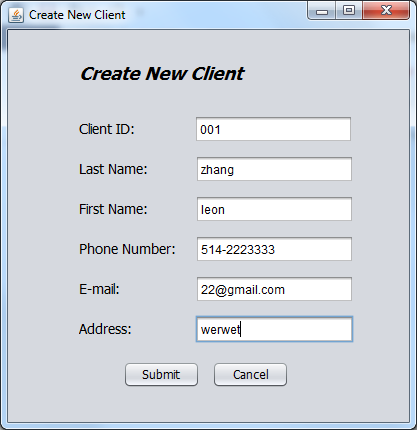 Create New Client
Create New Client
Client ID: 001
Last Name: zhang
First Name: leon
Phone Number: 514-2223333
E-mail: 22@gmail.com
Address: werwet
Submit Cancel